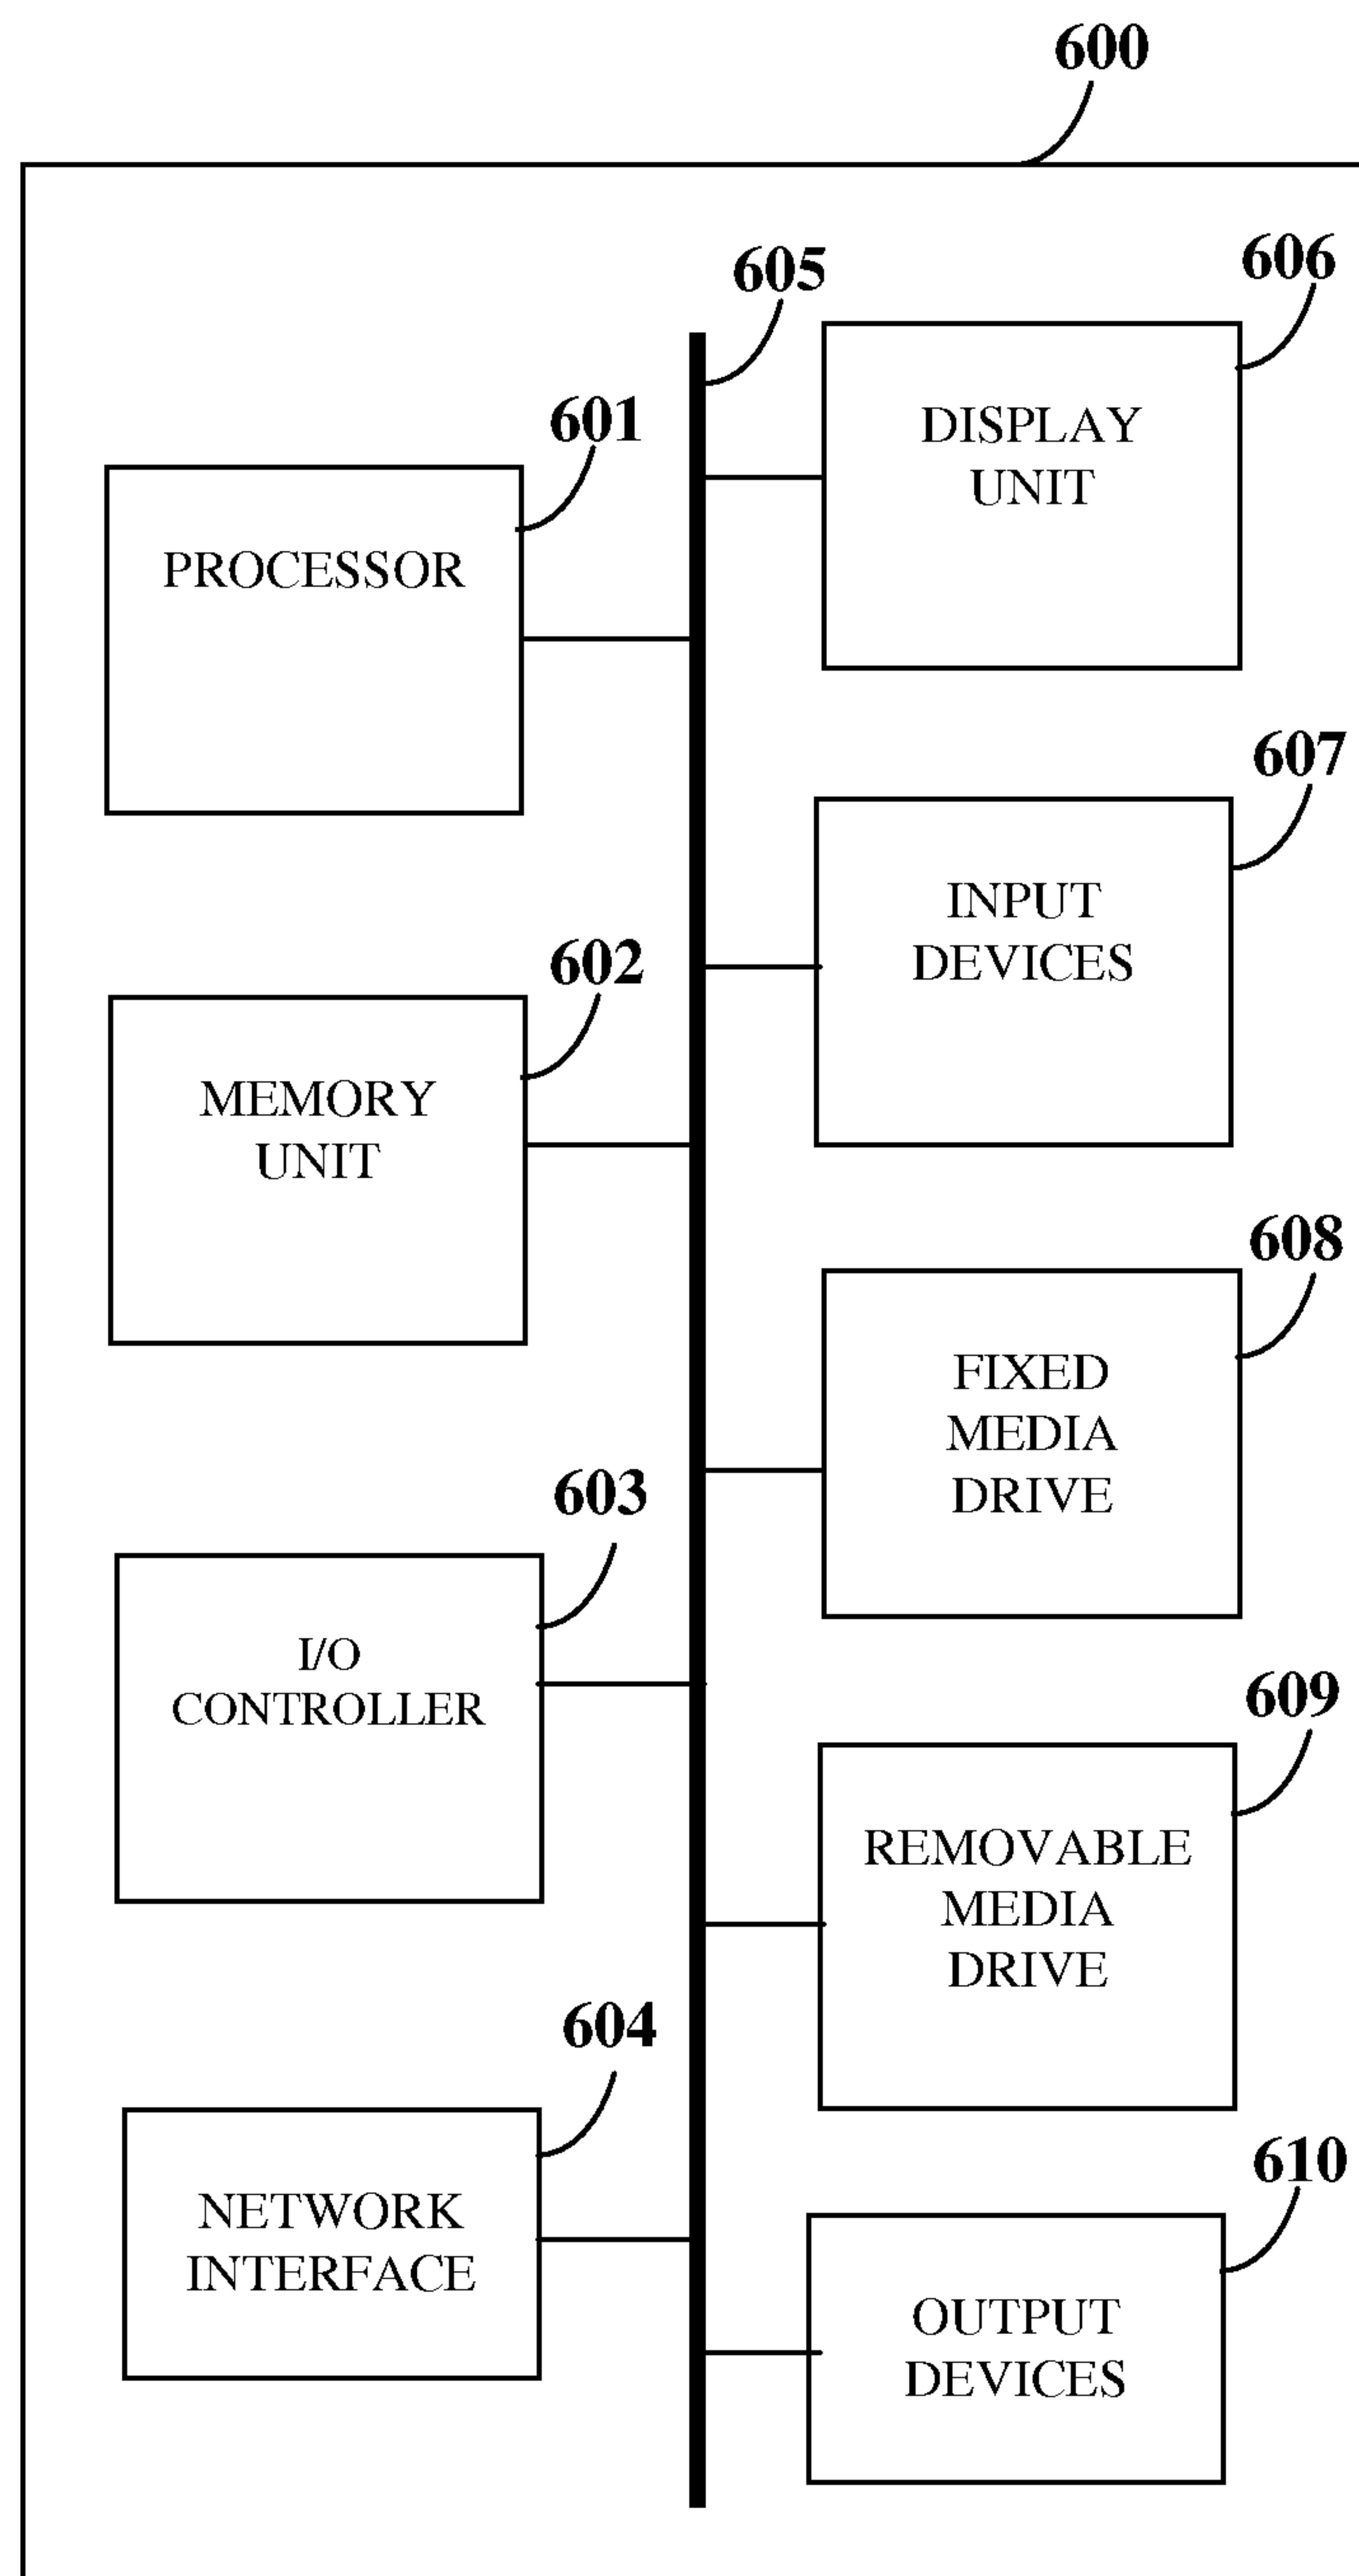 600
605
606
DISPLAY
UNIT
601
PROCESSOR
607
INPUT
DEVICES
602
MEMORY
UNIT
608
FIXED
MEDIA
DRIVE
603
I/O
CONTROLLER
609
REMOVABLE
MEDIA
DRIVE
604
NETWORK
INTERFACE
610
OUTPUT
DEVICES